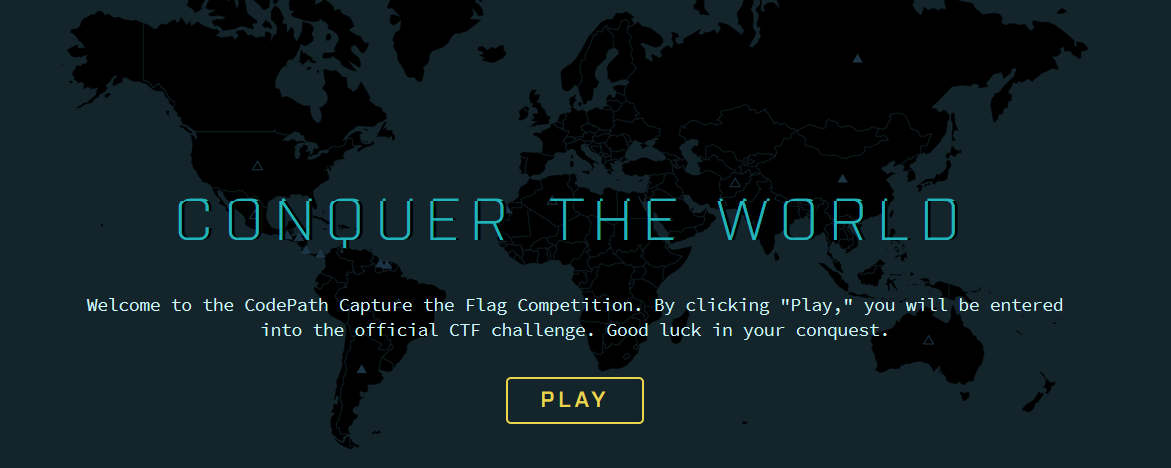 CONQUER THE WORLD
Welcome to the CodePath Capture the Flag Competition. By clicking "Play," you will be entered
into the official CTF challenge. Good luck in your conquest.
PLAY